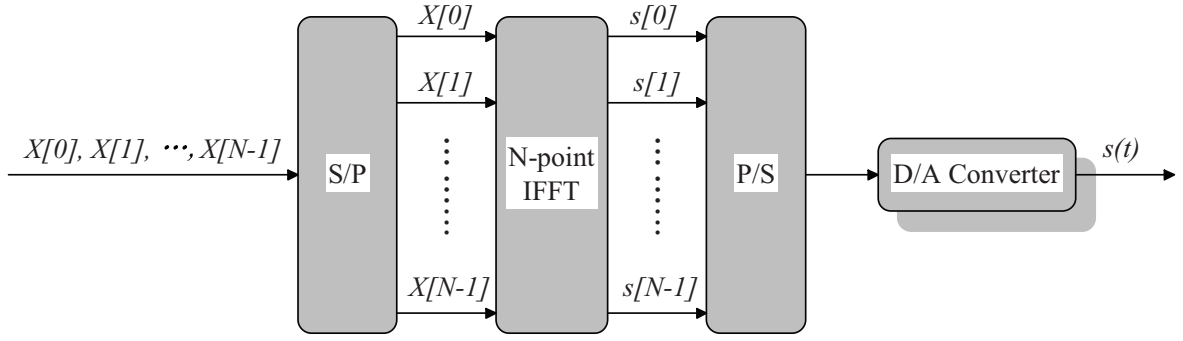 X[0], X[1], ···, X[N-1]
S/P
X[0]
X[1]
X[N-1]
N-point
IFFT
s[0]
s[1]
s[N-1]
P/S
D/A Converter
s(t)